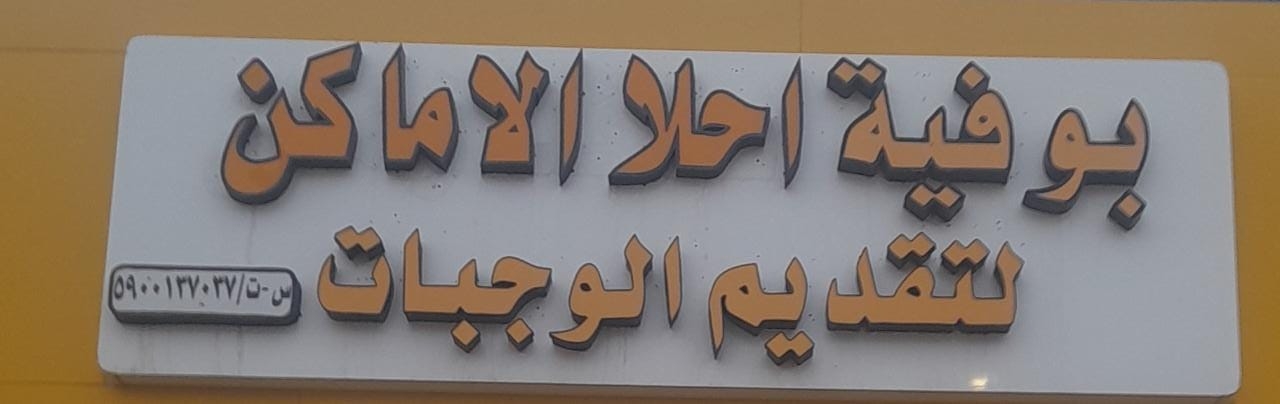 بوفية احلا الاماكن
لتقديم الوجبات
س-ت/٥٩٠٠١٣٧٠٣٧